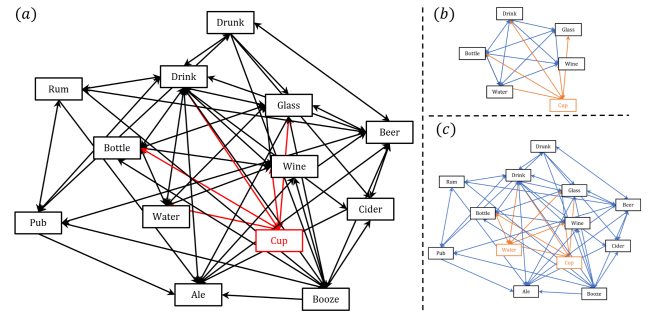 (a)
Drunk
Drink
Rum
Glass
Beer
Bottle
Wine
Pub
Water
Cider
Cup
Ale
Booze
(b)
Drink
Glass
Bottle
Wine
Water
Cup
(c)
Drunk
Drink
Rum
Glass
Beer
Bottle
Wine
Pub
Water
Cider
Cup
Ale
Booze